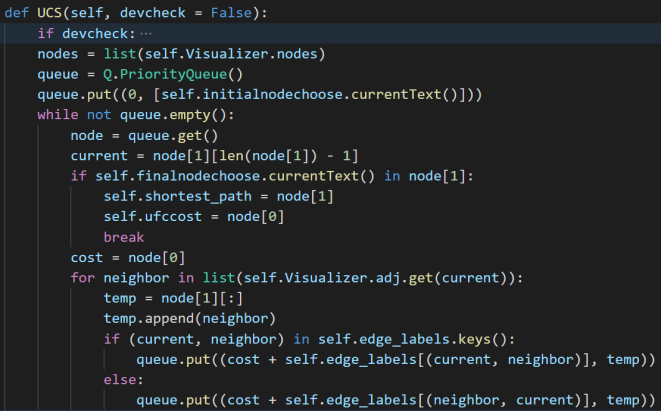 def UCS(self, devcheck = False):
    if devcheck: ···
    nodes = list(self.Visualizer.nodes)
    queue = Q.PriorityQueue()
    queue.put((0, [self.initialnodechoose.currentText()]))
    while not queue.empty():
        node = queue.get()
        current = node[1][len(node[1]) - 1]
        if self.finalnodechoose.currentText() in node[1]:
            self.shortest_path = node[1]
            self.ufccost = node[0]
            break
        cost = node[0]
        for neighbor in list(self.Visualizer.adj.get(current)):
            temp = node[1][:]
            temp.append(neighbor)
            if (current, neighbor) in self.edge_labels.keys():
                queue.put((cost + self.edge_labels[(current, neighbor)], temp))
            else:
                queue.put((cost + self.edge_labels[(neighbor, current)], temp))